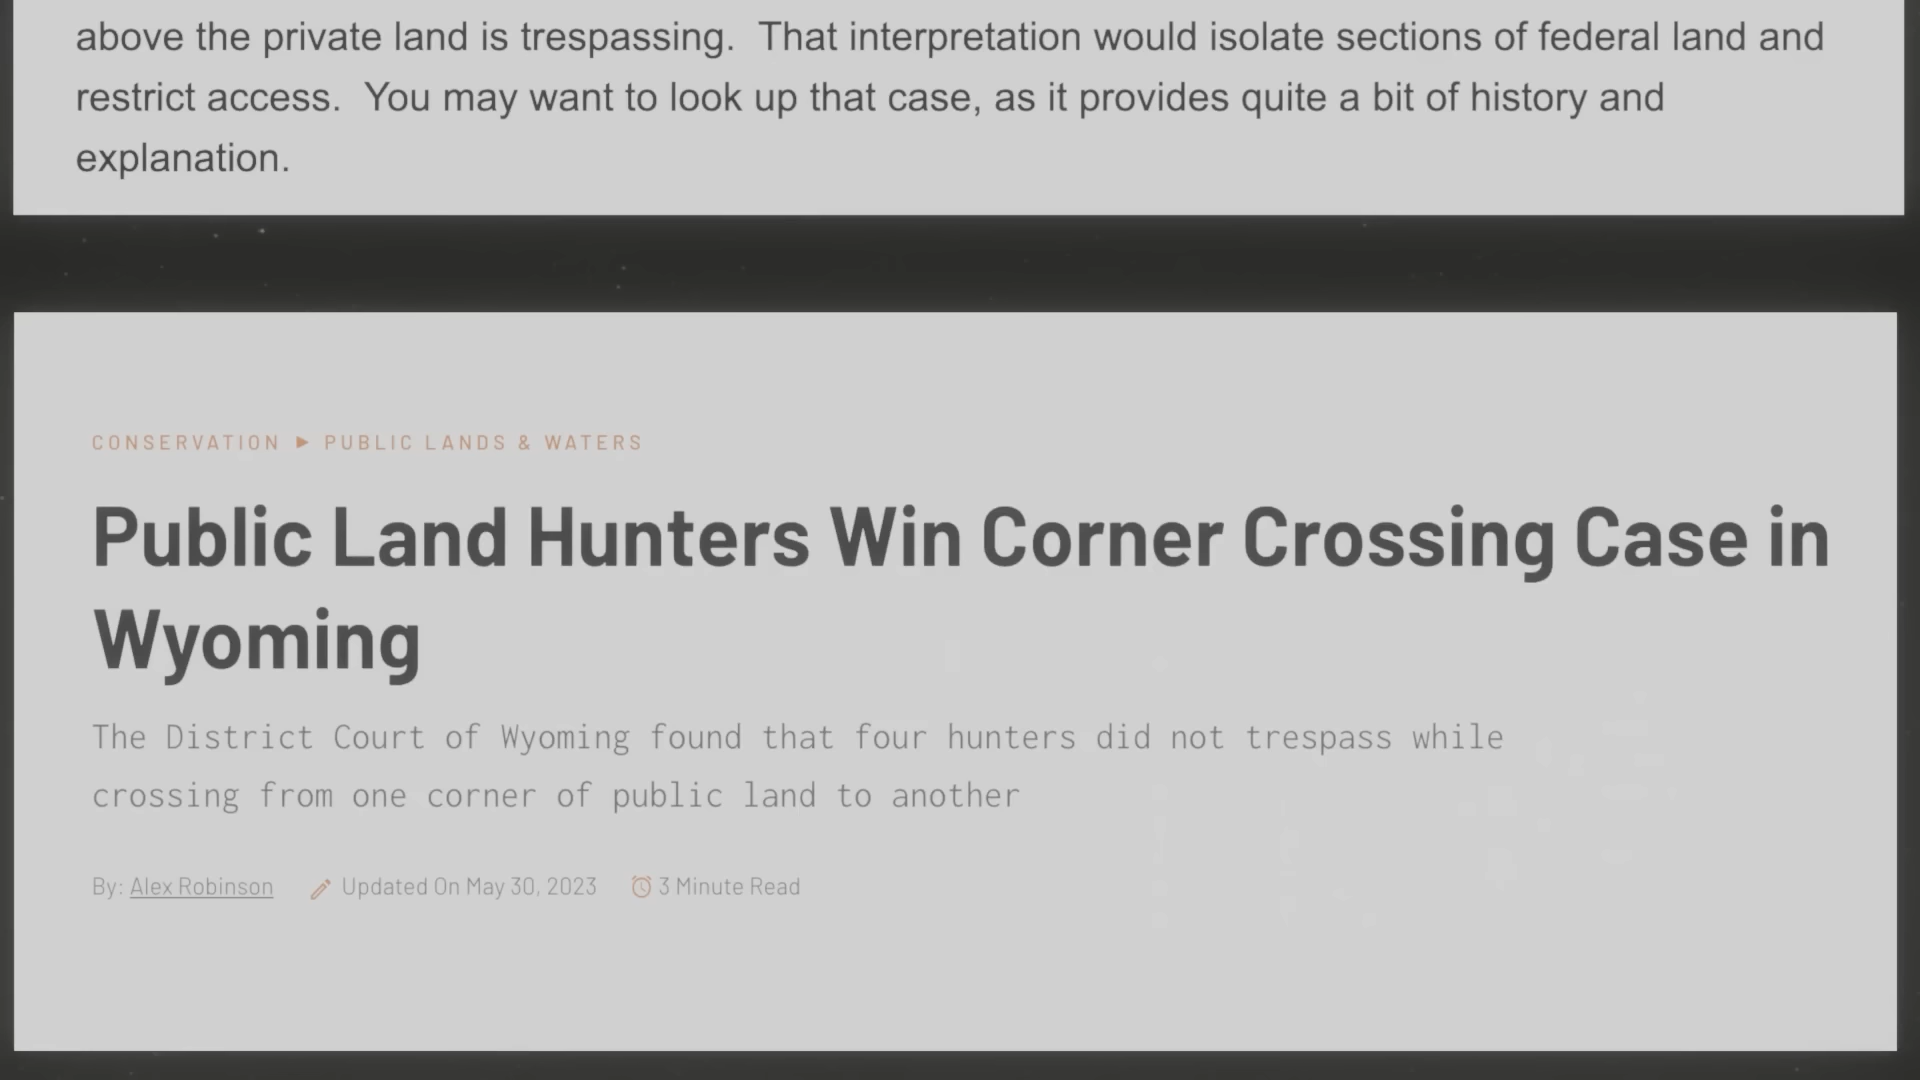 above the private land is trespassing.  That interpretation would isolate sections of federal land and
restrict access.  You may want to look up that case, as it provides quite a bit of history and
explanation.
CONSERVATION ▶ PUBLIC LANDS & WATERS
Public Land Hunters Win Corner Crossing Case in
Wyoming
The District Court of Wyoming found that four hunters did not trespass while
crossing from one corner of public land to another
By: Alex Robinson Updated On May 30, 2023 3 Minute Read